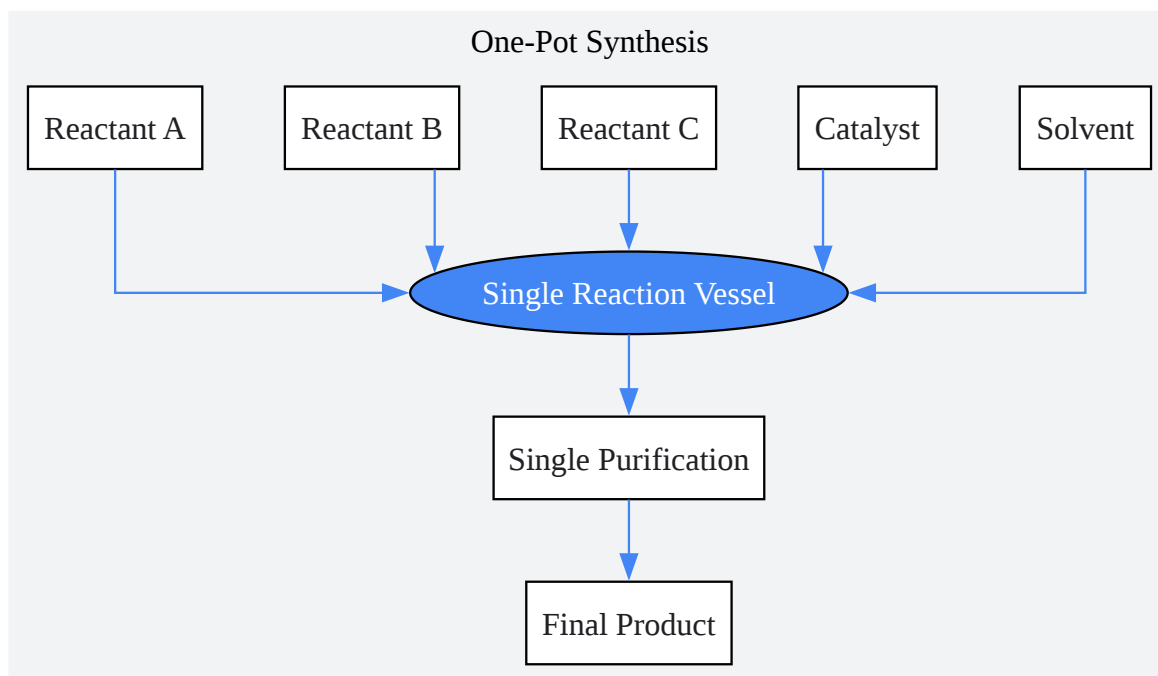 One-Pot Synthesis
Reactant A
Reactant B
Reactant C
Catalyst
Solvent
Single Reaction Vessel
Single Purification
Final Product